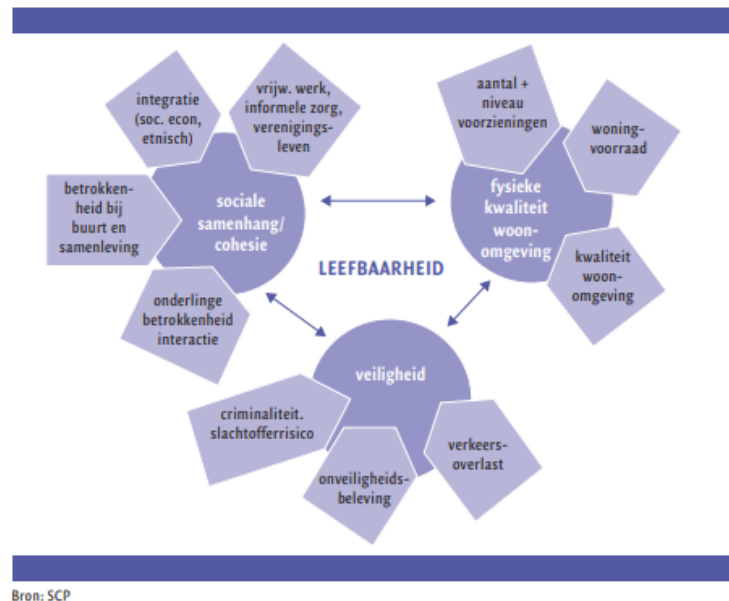 integratie
(soc. econ,
etnisch)
vrijw. werk,
informele zorg,
verenigings-
leven
betrokken-
heid bij
buurt en
samenleving
sociale
samenhang/
cohesie
onderlinge
betrokkenheid
interactie
aantal +
niveau
voorzieningen
woning-
voorraad
fysieke
kwaliteit
woon-
omgeving
kwaliteit
woon-
omgeving
LEEFBAARHEID
veiligheid
criminaliteit.
slachtofferrisico
onveiligheids-
beleving
verkeers-
overlast
Bron: SCP